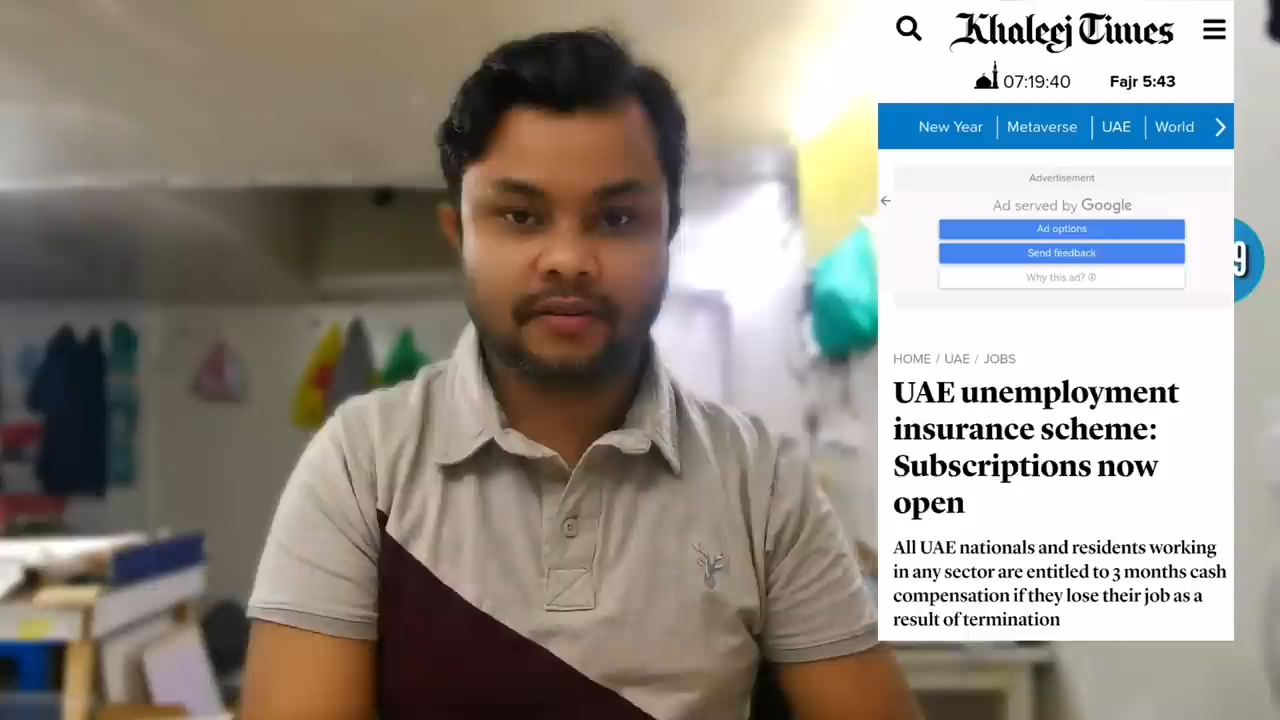 Khaleej Times
07:19:40 Fajr 5:43
New Year Metaverse UAE World
Advertisement
Ad served by Google
Ad options
Send feedback
Why this ad?
9
HOME / UAE / JOBS
UAE unemployment
insurance scheme:
Subscriptions now
open
All UAE nationals and residents working
in any sector are entitled to 3 months cash
compensation if they lose their job as a
result of termination